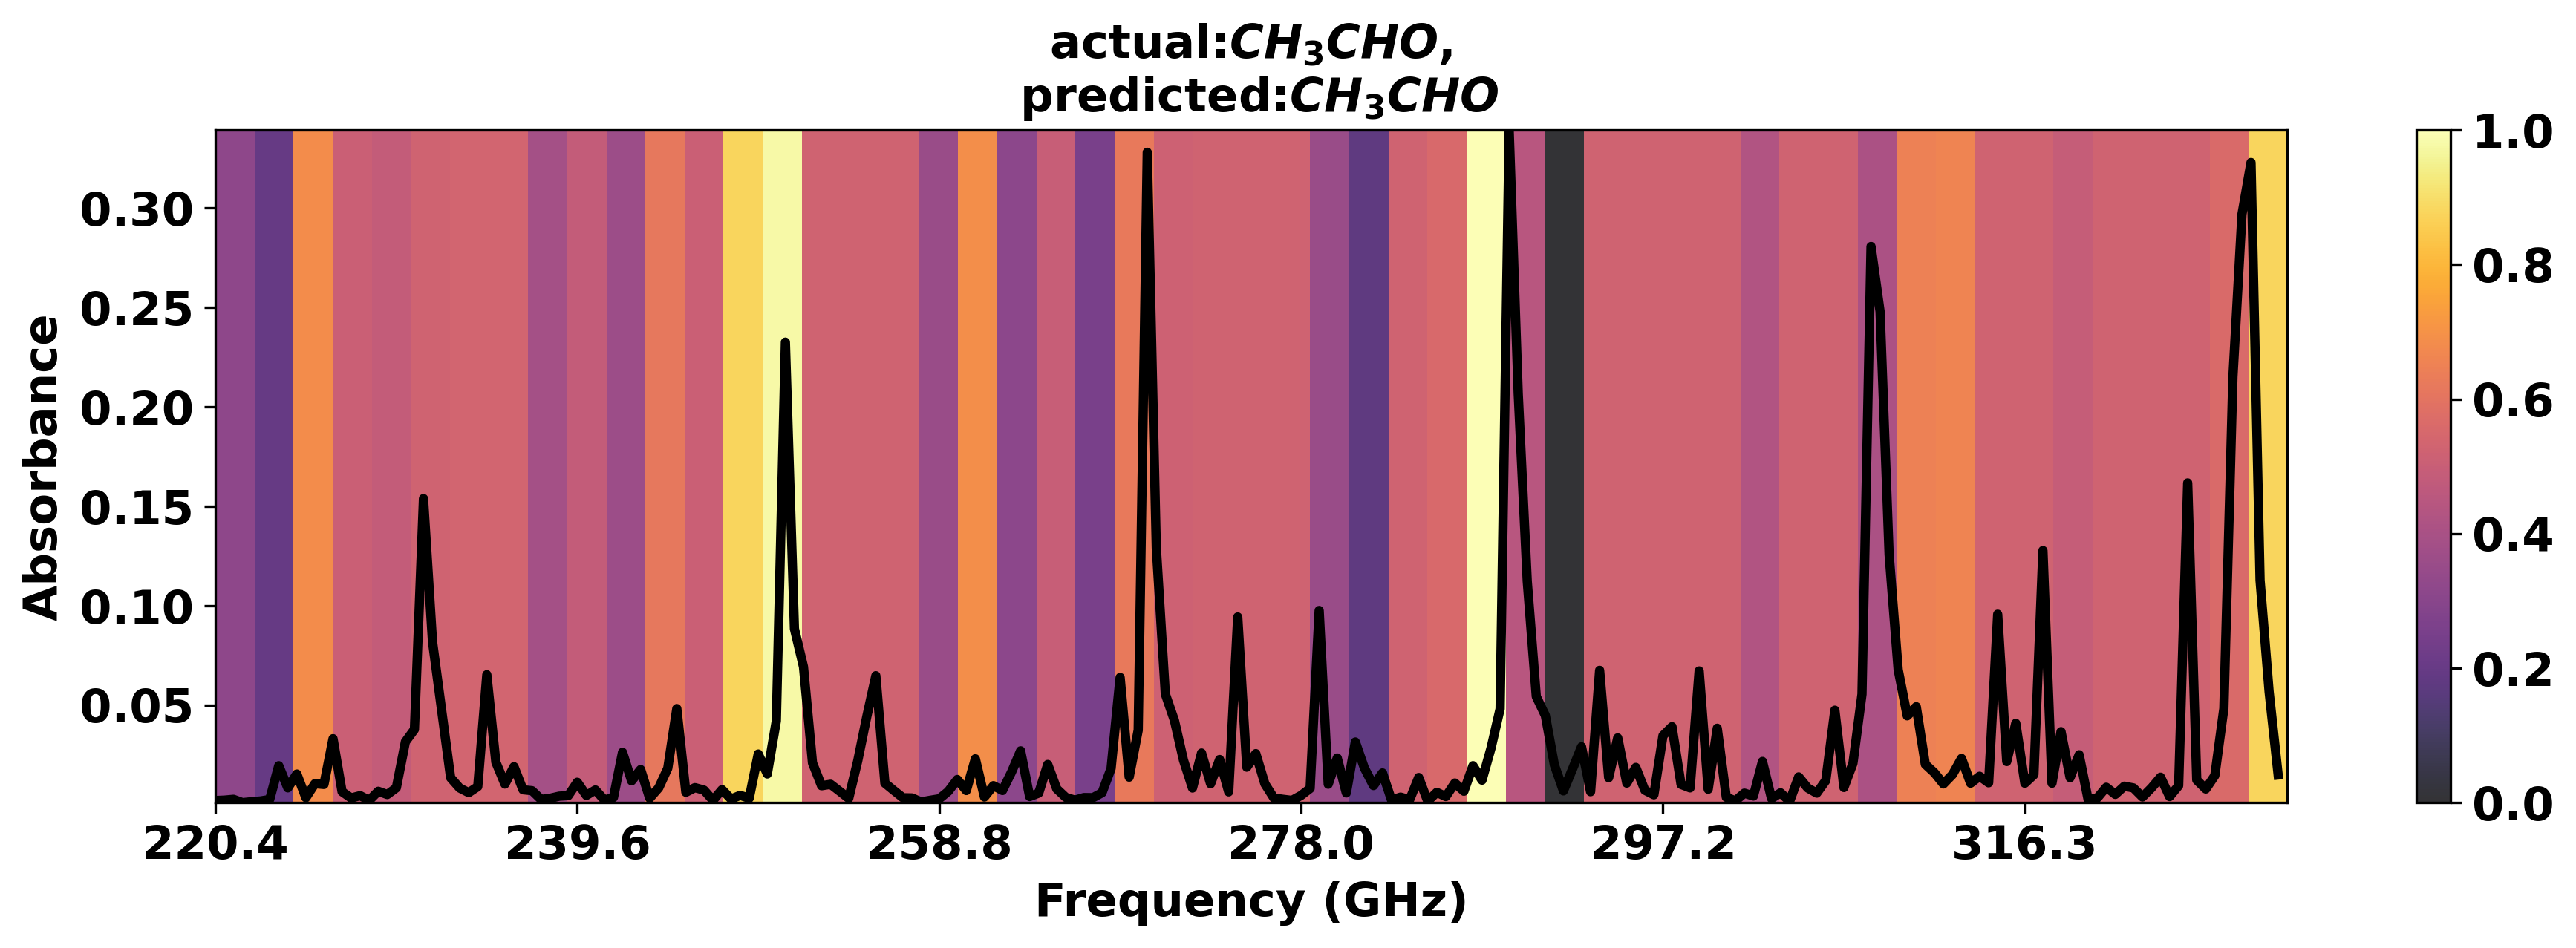 actual:CH₃CHO,
predicted:CH₃CHO
Absorbance
0.30
0.25
0.20
0.15
0.10
0.05
220.4 239.6 258.8 278.0 297.2 316.3
Frequency (GHz)
1.0
0.8
0.6
0.4
0.2
0.0